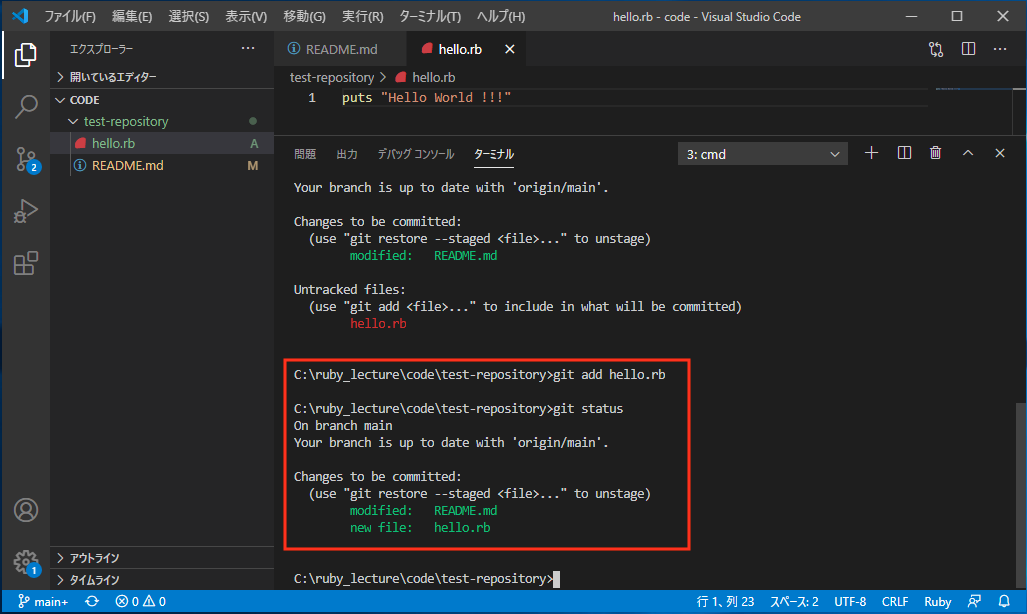 ファイル(F) 編集(E) 選択(S) 表示(V) 移動(G) 実行(R) ターミナル(T) ヘルプ(H) hello.rb - code - Visual Studio Code
エクスプローラー ...
開いているエディター
CODE
test-repository
hello.rb A
README.md M
アウトライン
タイムライン
2
1
README.md hello.rb
test-repository > hello.rb
1 puts "Hello World !!!"
問題 出力 デバッグ コンソール ターミナル 3: cmd
Your branch is up to date with 'origin/main'.
Changes to be committed:
(use "git restore --staged <file>..." to unstage)
modified: README.md
Untracked files:
(use "git add <file>..." to include in what will be committed)
hello.rb
C:\ruby_lecture\code\test-repository>git add hello.rb
C:\ruby_lecture\code\test-repository>git status
On branch main
Your branch is up to date with 'origin/main'.
Changes to be committed:
(use "git restore --staged <file>..." to unstage)
modified: README.md
new file: hello.rb
C:\ruby_lecture\code\test-repository>
main+ 0 0 行 1、列 23 スペース: 2 UTF-8 CRLF Ruby